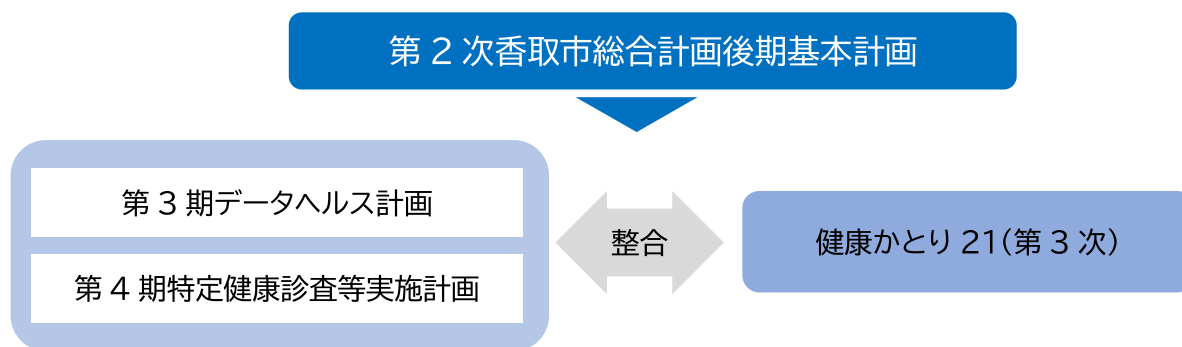 第２次香取市総合計画後期基本計画
第３期データヘルス計画
整合
健康かとり21（第３次）
第４期特定健康診査等実施計画